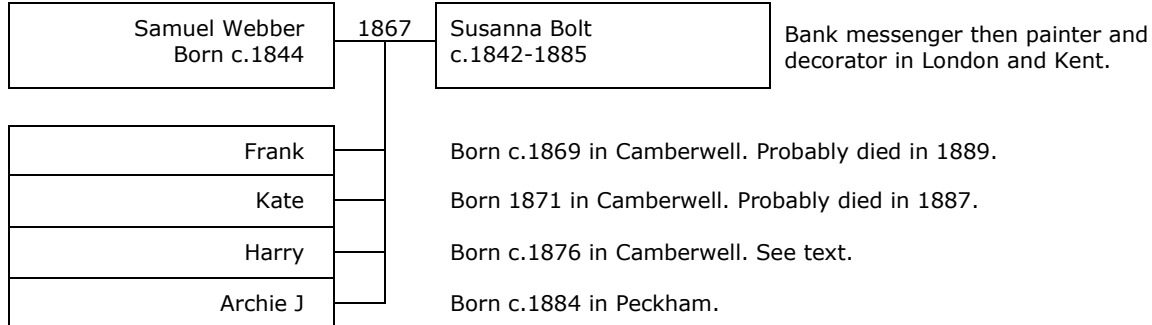 Samuel Webber
Born c.1844
1867
Susanna Bolt
c.1842-1885
Bank messenger then painter and
decorator in London and Kent.
Frank
Born c.1869 in Camberwell. Probably died in 1889.
Kate
Born 1871 in Camberwell. Probably died in 1887.
Harry
Born c.1876 in Camberwell. See text.
Archie J
Born c.1884 in Peckham.